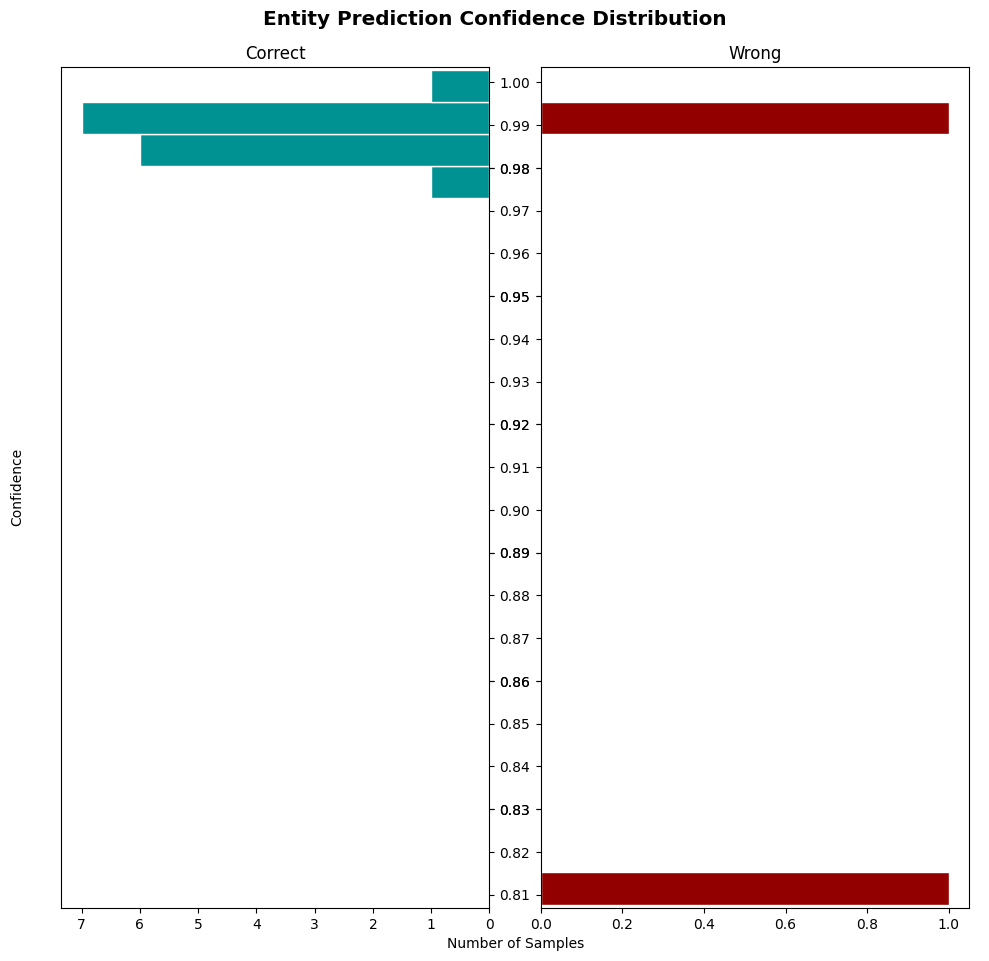 Entity Prediction Confidence Distribution
Correct
Wrong
Confidence
1.00
0.99
0.98
0.97
0.96
0.95
0.94
0.93
0.92
0.91
0.90
0.89
0.88
0.87
0.86
0.85
0.84
0.83
0.82
0.81
7 6 5 4 3 2 1 0
0.0 0.2 0.4 0.6 0.8 1.0
Number of Samples